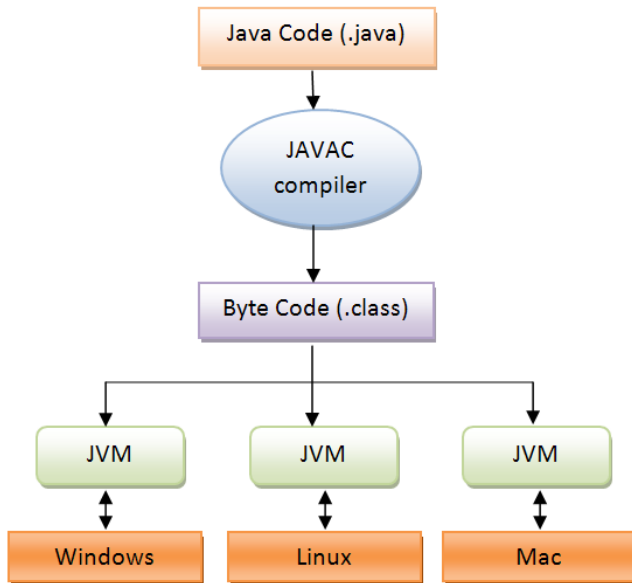 Java Code (.java)
JAVAC
compiler
Byte Code (.class)
JVM
JVM
JVM
Windows
Linux
Mac